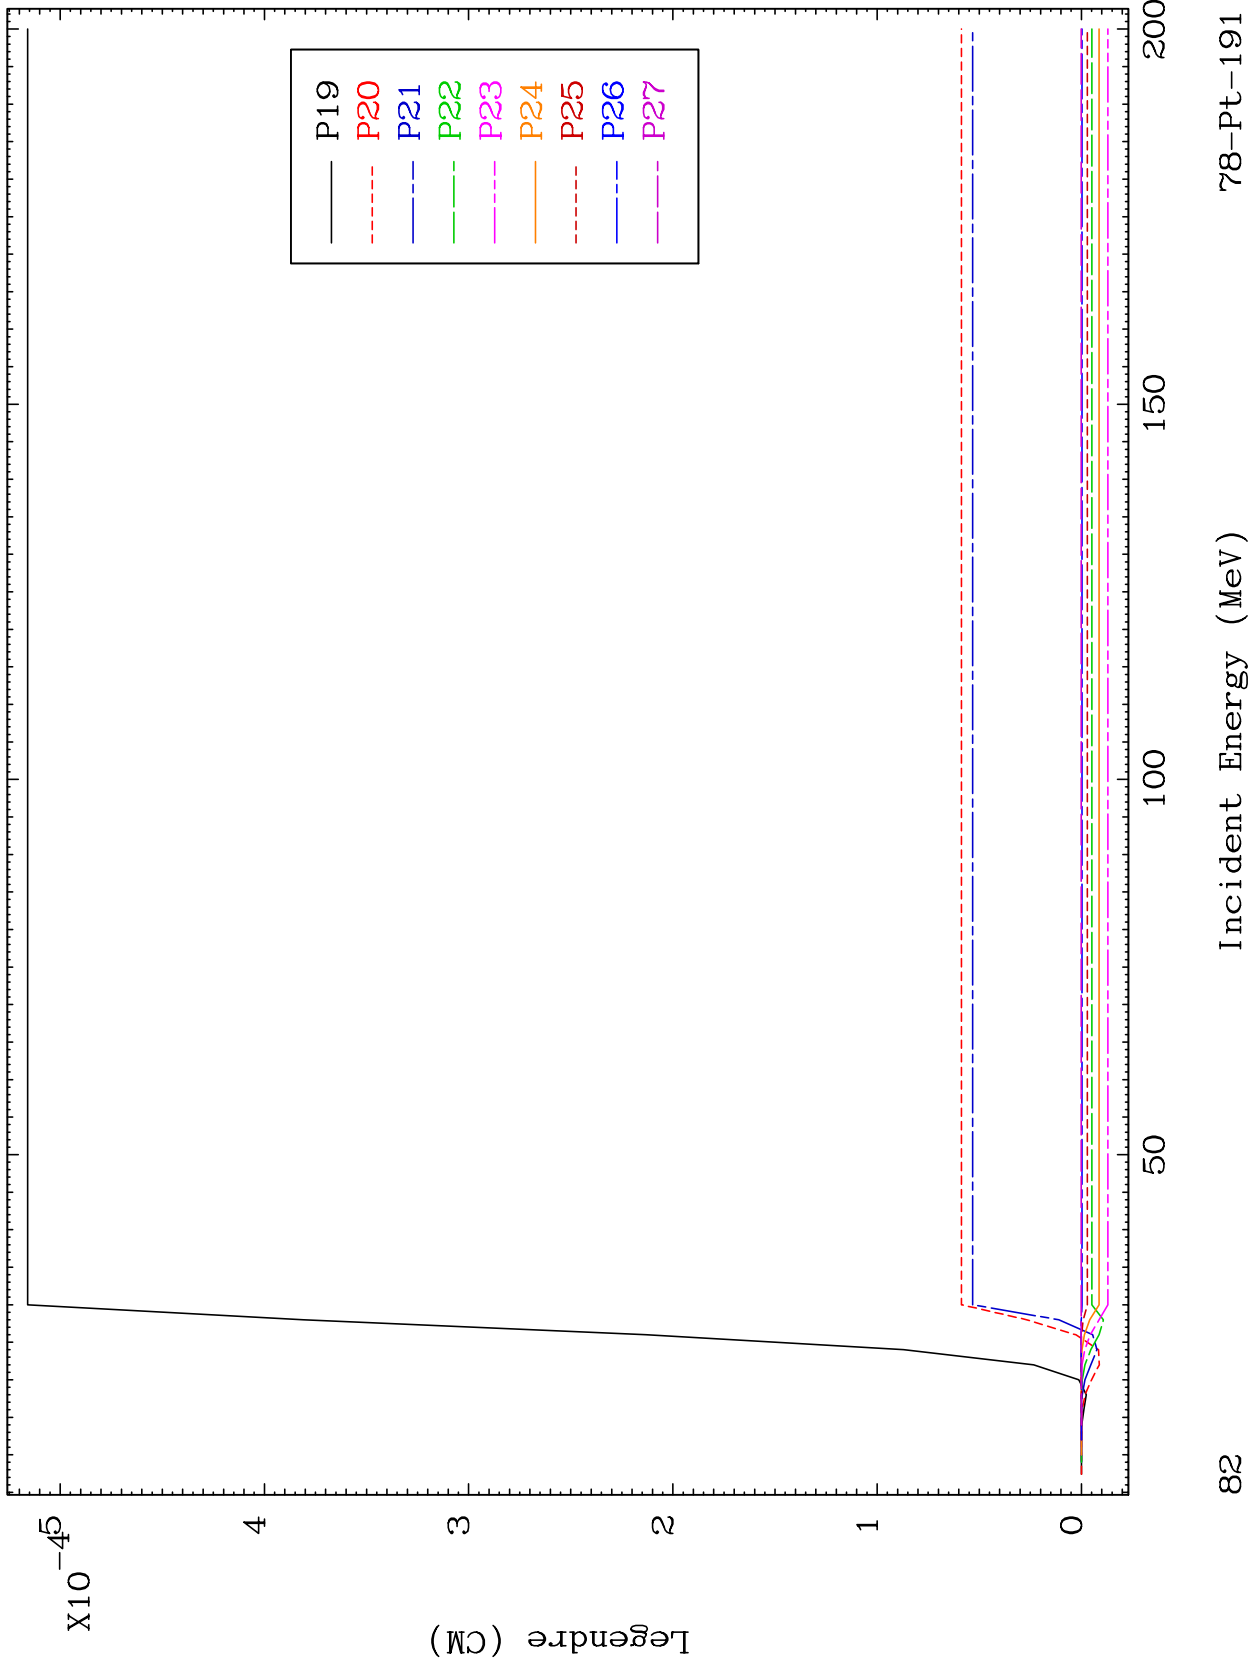 X10
-4
5
4
3
2
1
0
Legendre (CM)
P19
P20
P21
P22
P23
P24
P25
P26
P27
50
100
150
200
82
Incident Energy (MeV)
78-Pt-191